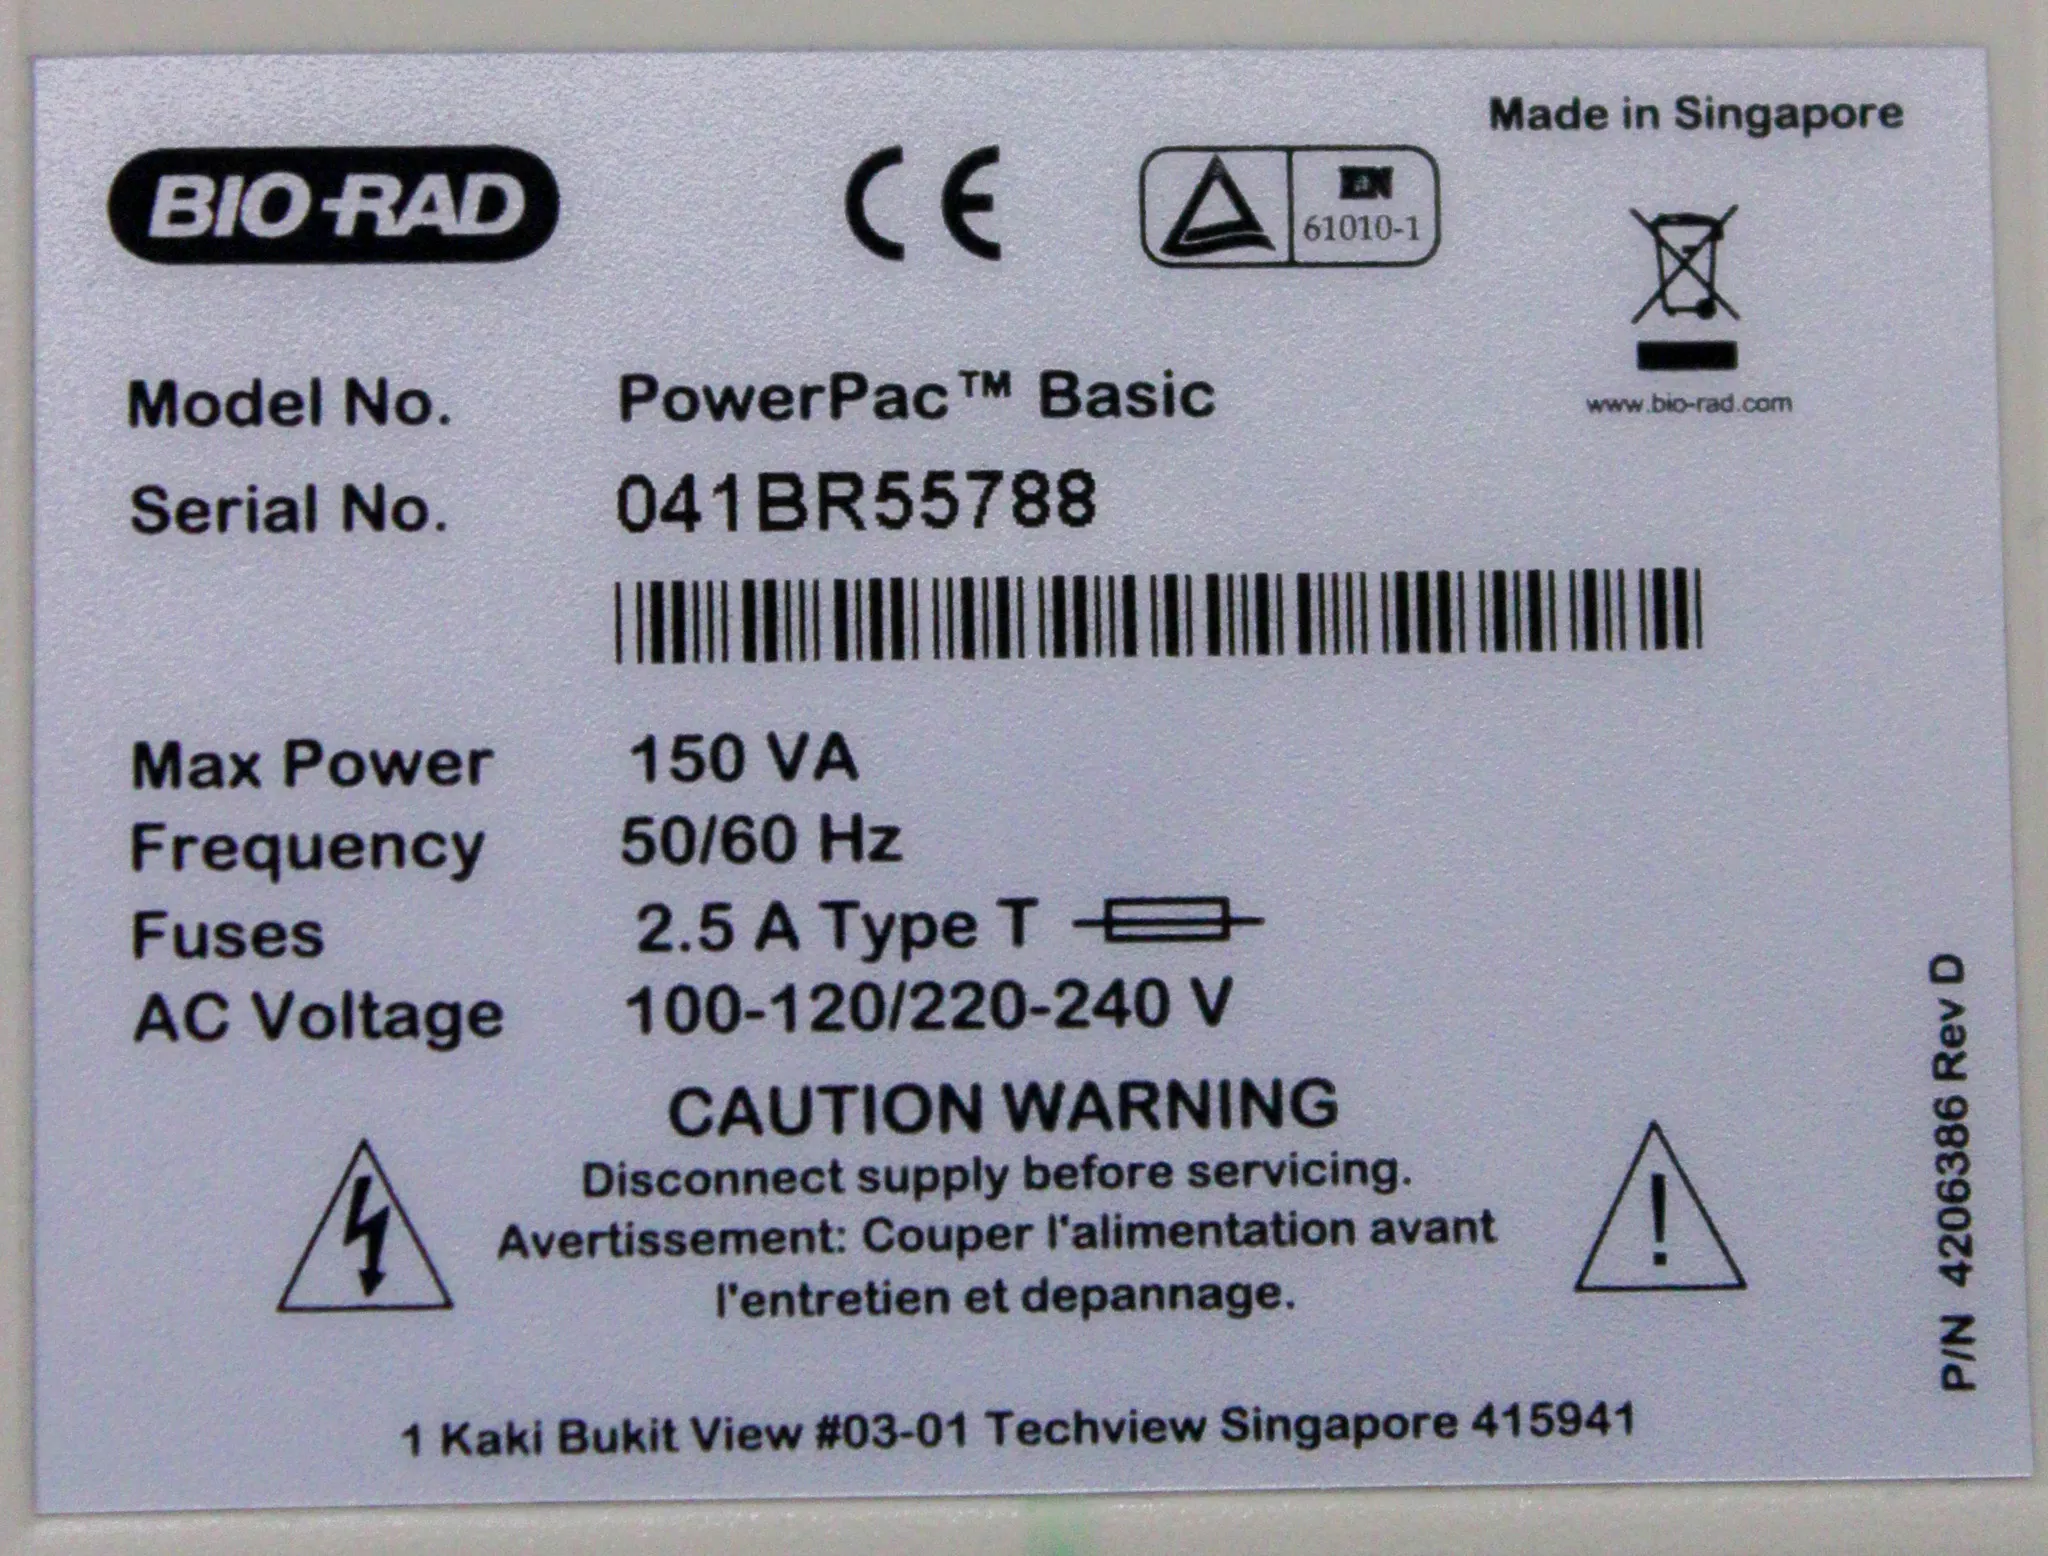 Made in Singapore
BIO-RAD
CE
EN
61010-1
www.bio-rad.com
Model No. PowerPac™ Basic
Serial No. 041BR55788
Max Power 150 VA
Frequency 50/60 Hz
Fuses 2.5 A Type T
AC Voltage 100-120/220-240 V
CAUTION WARNING
Disconnect supply before servicing.
Avertissement: Couper l'alimentation avant
l'entretien et depannage.
!
1 Kaki Bukit View #03-01 Techview Singapore 415941
P/N 4206386 Rev D